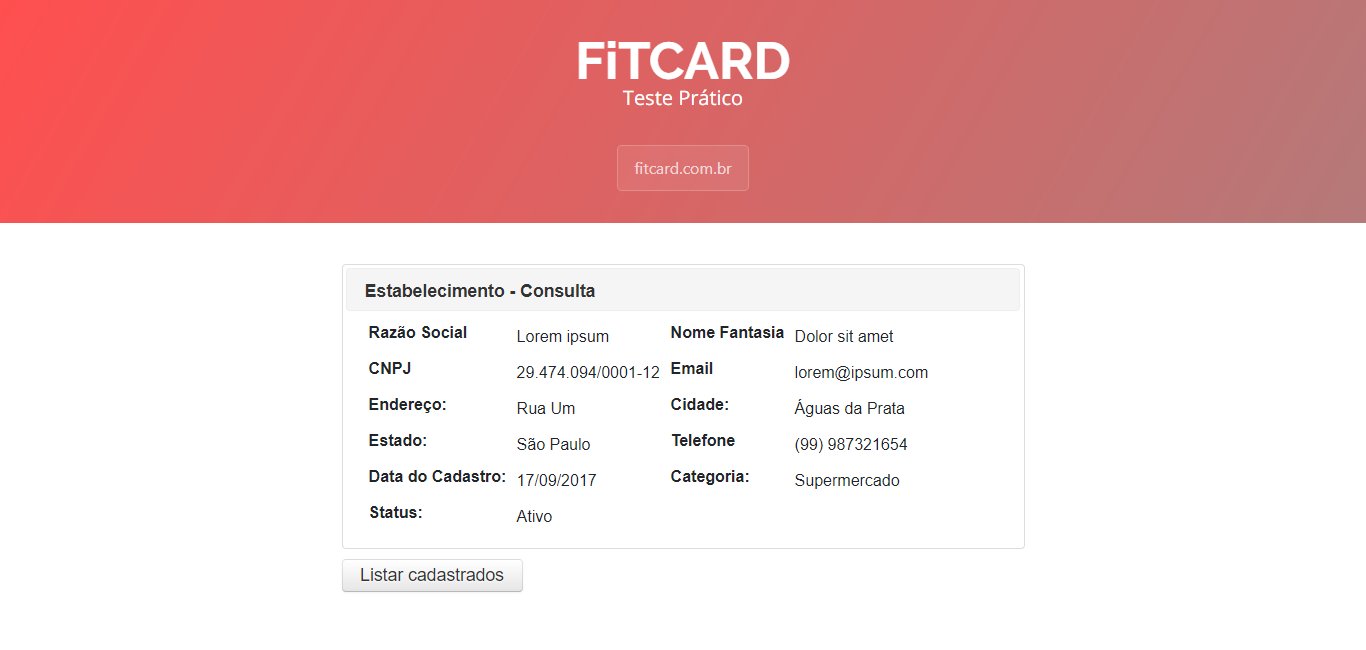 FiTCARD
Teste Prático
fitcard.com.br
Estabelecimento - Consulta
Razão Social Lorem ipsum Nome Fantasia Dolor sit amet
CNPJ 29.474.094/0001-12 Email lorem@ipsum.com
Endereço: Rua Um Cidade: Águas da Prata
Estado: São Paulo Telefone (99) 987321654
Data do Cadastro: 17/09/2017 Categoria: Supermercado
Status: Ativo
Listar cadastrados